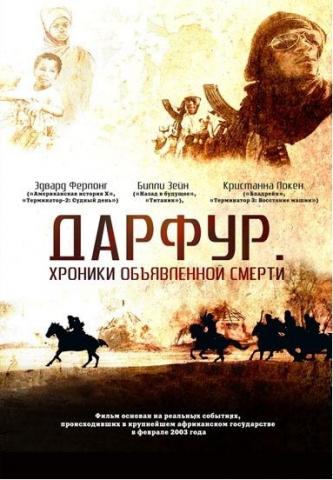 Эдвард Ферлонг
(«Американская история Х»,
«Терминатор-2: Судный день»)
Билли Зейн
(«Назад в будущее»,
«Титаник»),
Кристанна Локен
(«Бладрейн»,
«Терминатор 3: Восстание машин»)
ДАРФУР.
ХРОНИКИ ОБЪЯВЛЕННОЙ СМЕРТИ
Фильм основан на реальных событиях,
происходивших в крупнейшем африканском государстве
в феврале 2003 года